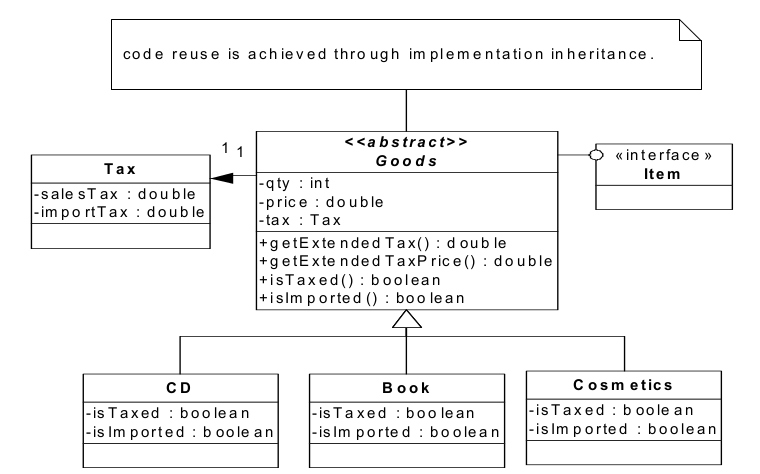 code reuse is achieved through implementation inheritance.
<<abstract>>
Goods
-qty : int
-price : double
-tax : Tax
+getExtendedTax() : double
+getExtendedTaxPrice() : double
+isTaxed() : boolean
+isImported() : boolean
1 1
Tax
-salesTax : double
-importTax : double
«interface»
Item
CD
-isTaxed : boolean
-isImported : boolean
Book
-isTaxed : boolean
-isImported : boolean
Cosmetics
-isTaxed : boolean
-isImported : boolean